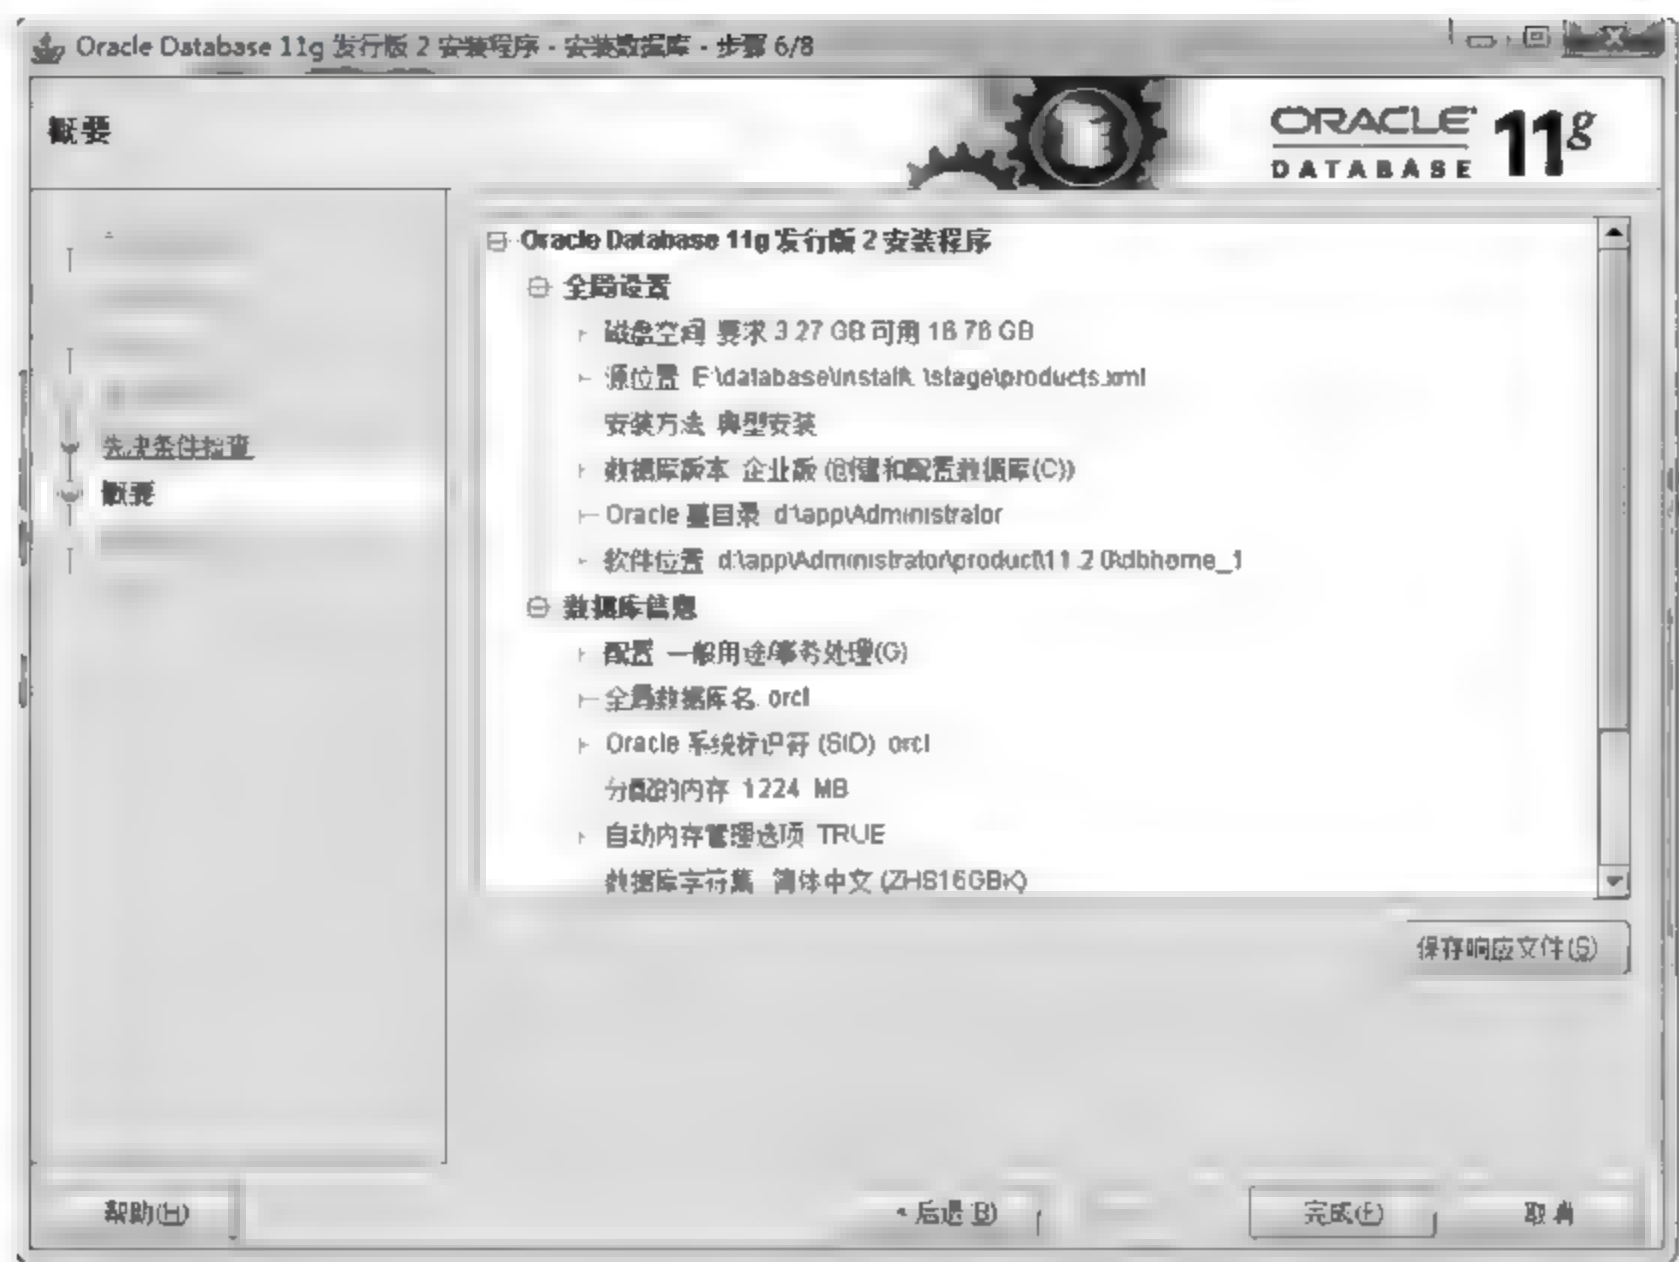 Oracle Database 11g 发行版 2 安装程序 - 安装数据库 - 步骤 6/8
概要
ORACLE
DATABASE 11g
Oracle Database 11g 发行版 2 安装程序
全局设置
磁盘空间 要求 3.27 GB 可用 16.76 GB
源位置 E:\database\install\..\stage\products.xml
安装方法 典型安装
先决条件检查
数据库版本 企业版 (创建和配置数据库(C))
概要
Oracle 基目录 d:\app\Administrator
软件位置 d:\app\Administrator\product\11.2.0\dbhome_1
数据库信息
配置 一般用途/事务处理(G)
全局数据库名 orcl
Oracle 系统标识符 (SID) orcl
分配的内存 1224 MB
自动内存管理选项 TRUE
数据库字符集 简体中文 (ZHS16GBK)
保存响应文件(S)
帮助(H)
< 后退(B)
完成(F)
取消